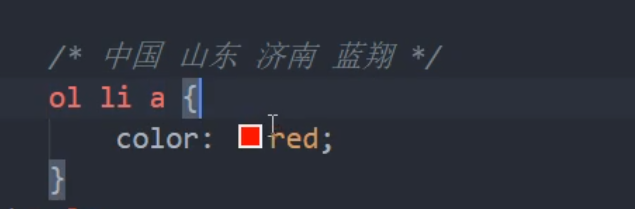 /* 中国 山东 济南 蓝翔 */
ol li a {
color: red;
}